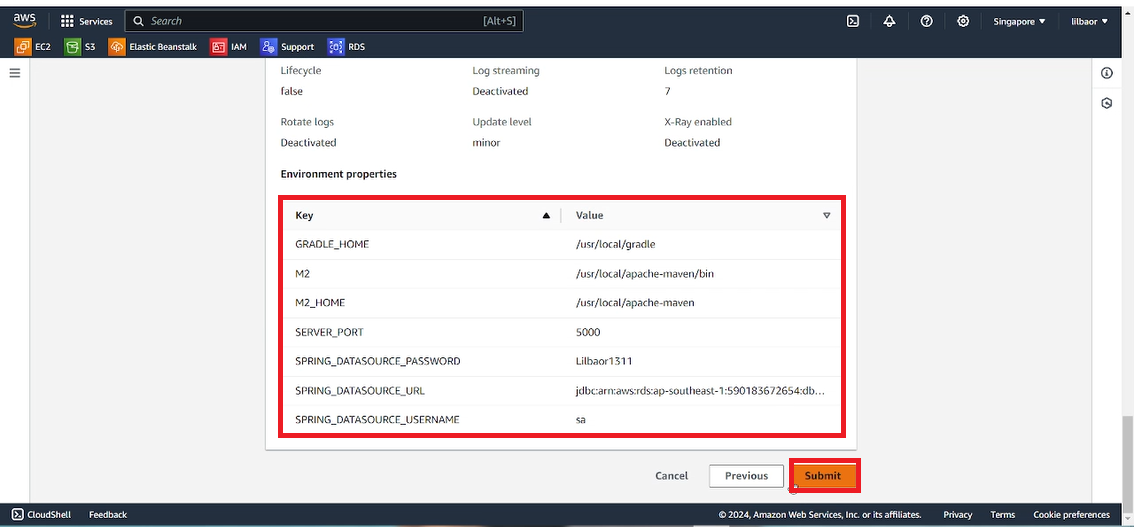 aws Services Search [Alt+S] Singapore lilbaor
EC2 S3 Elastic Beanstalk IAM Support RDS
Lifecycle Log streaming Logs retention
false Deactivated 7
Rotate logs Update level X-Ray enabled
Deactivated minor Deactivated
Environment properties
Key Value
GRADLE_HOME /usr/local/gradle
M2 /usr/local/apache-maven/bin
M2_HOME /usr/local/apache-maven
SERVER_PORT 5000
SPRING_DATASOURCE_PASSWORD Lilbaor1311
SPRING_DATASOURCE_URL jdbc:arn:aws:rds:ap-southeast-1:590183672654:db...
SPRING_DATASOURCE_USERNAME sa
Cancel Previous Submit
CloudShell Feedback © 2024, Amazon Web Services, Inc. or its affiliates. Privacy Terms Cookie preferences